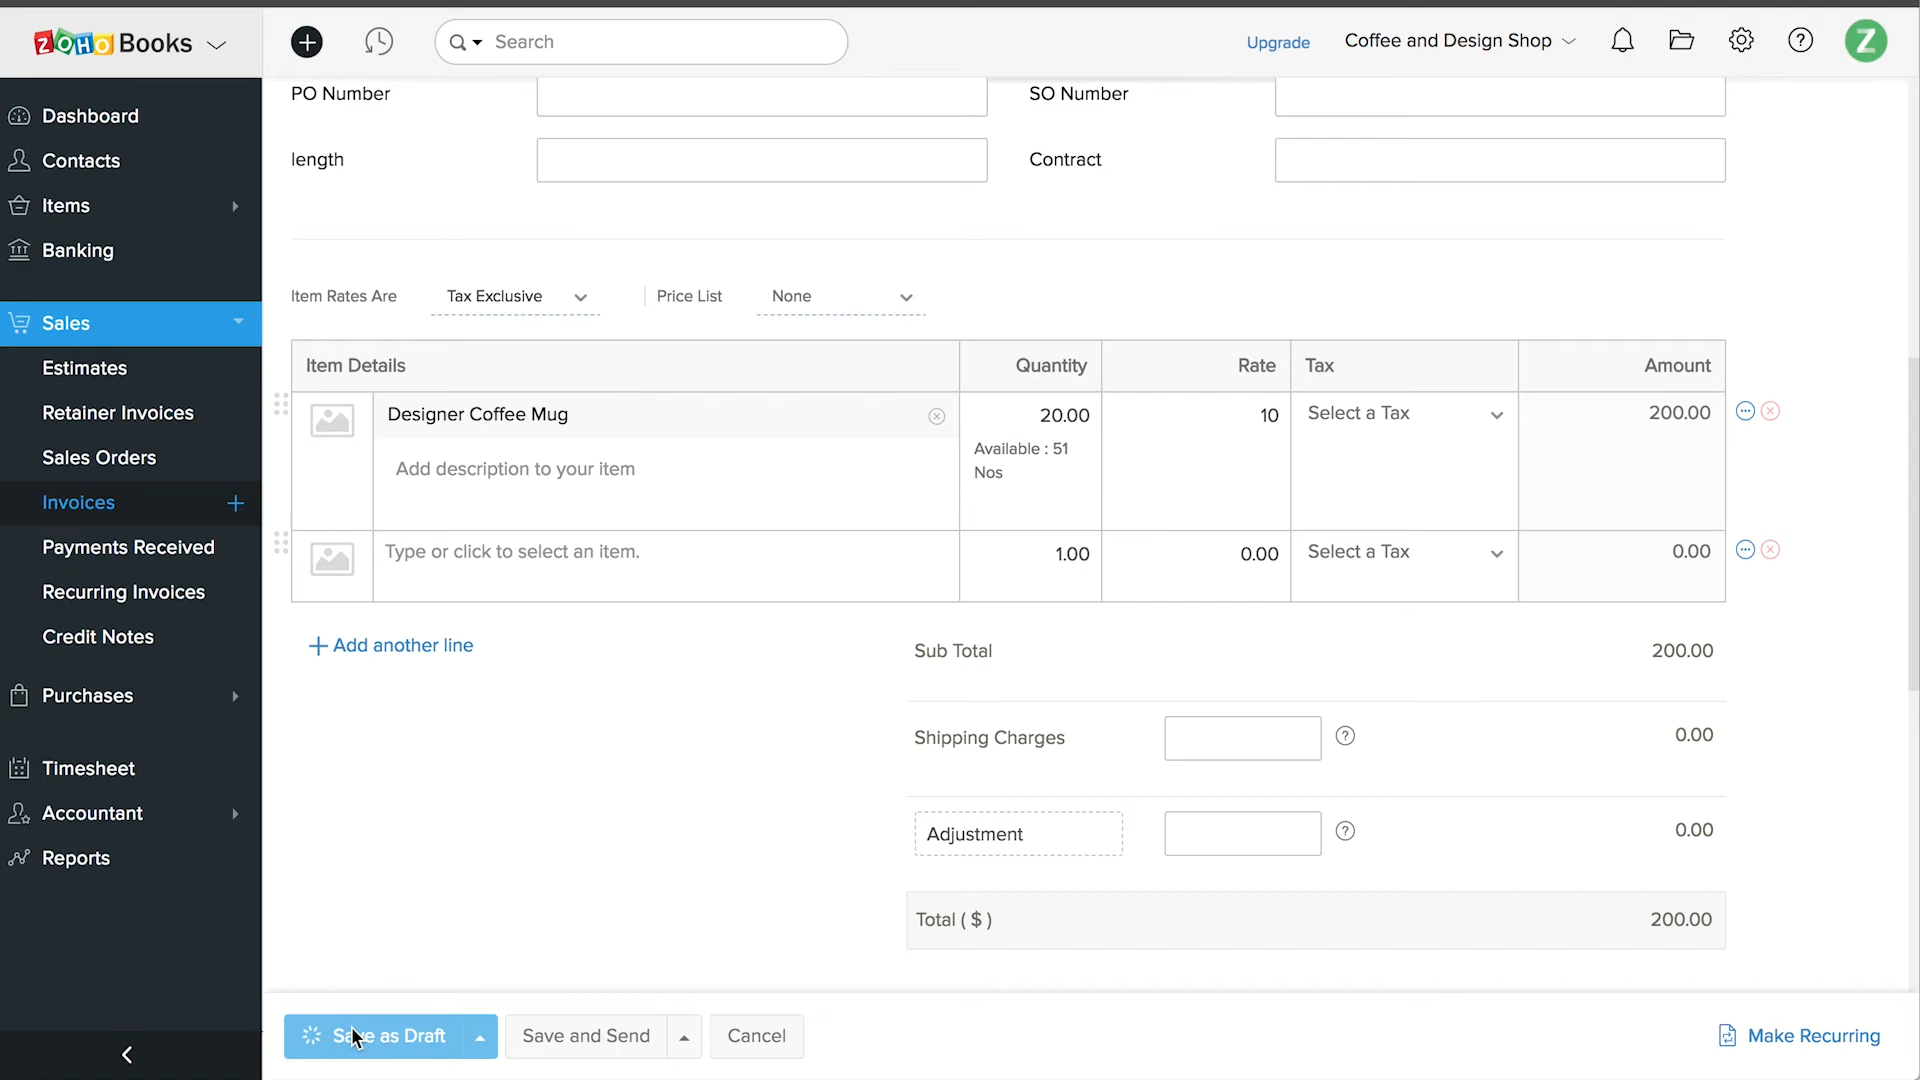 ZOHO Books
Search
Upgrade
Coffee and Design Shop
Z
Dashboard
Contacts
Items
Banking
Sales
Estimates
Retainer Invoices
Sales Orders
Invoices
Payments Received
Recurring Invoices
Credit Notes
Purchases
Timesheet
Accountant
Reports
PO Number
SO Number
length
Contract
Item Rates Are
Tax Exclusive
Price List
None
Item Details
Quantity
Rate
Tax
Amount
Designer Coffee Mug
20.00
10
Select a Tax
200.00
Available : 51
Nos
Add description to your item
Type or click to select an item.
1.00
0.00
Select a Tax
0.00
Add another line
Sub Total
200.00
Shipping Charges
?
0.00
Adjustment
?
0.00
Total ( $ )
200.00
Save as Draft
Save and Send
Cancel
Make Recurring